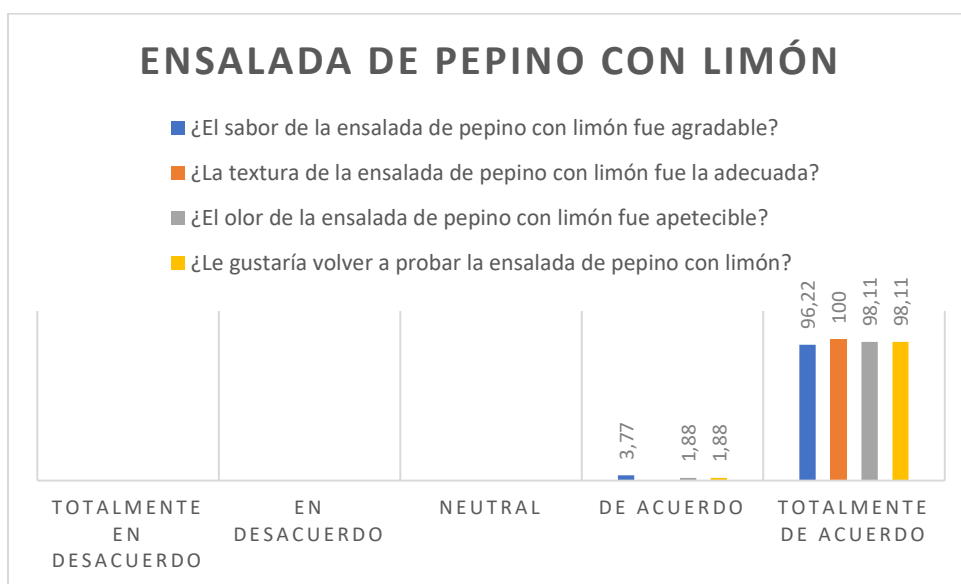 ENSALADA DE PEPINO CON LIMÓN
¿El sabor de la ensalada de pepino con limón fue agradable?
¿La textura de la ensalada de pepino con limón fue la adecuada?
¿El olor de la ensalada de pepino con limón fue apetecible?
¿Le gustaría volver a probar la ensalada de pepino con limón?
3,77
1,88
1,88
96,22
100
98,11
98,11
TOTALMENTE
EN
DESACUERDO
EN
DESACUERDO
NEUTRAL
DE ACUERDO
TOTALMENTE
DE ACUERDO